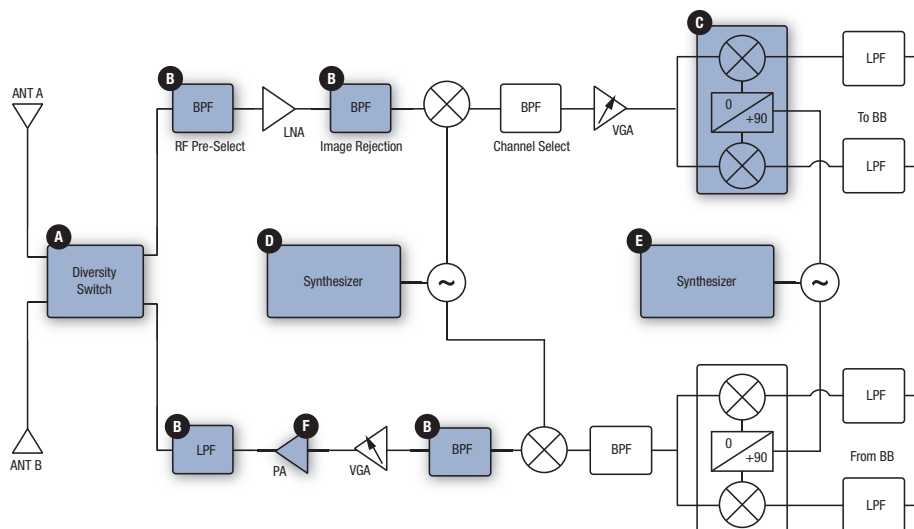 C
B
B
ANT A
BPF
BPF
BPF
LPF
0
+90
To BB
RF Pre-Select
LNA
Image Rejection
Channel Select
VGA
LPF
A
Diversity
Switch
D
Synthesizer
~
E
Synthesizer
~
B
LPF
F
PA
VGA
B
BPF
BPF
LPF
0
+90
From BB
LPF
ANT B